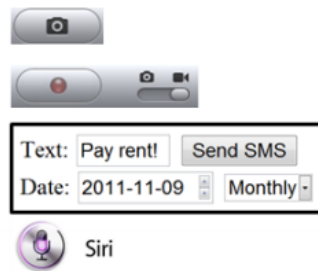 Text: Pay rent! Send SMS
Date: 2011-11-09 Monthly
Siri